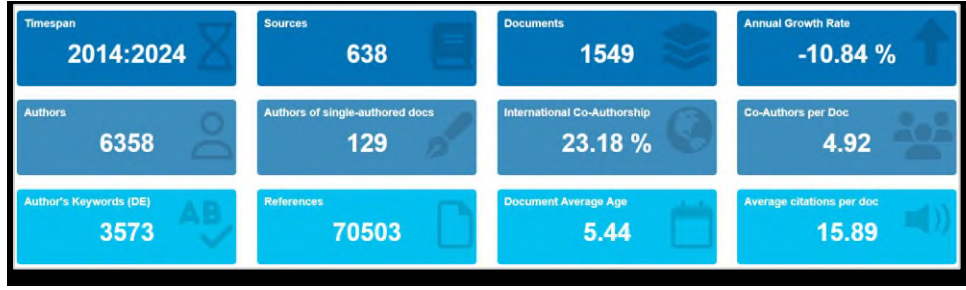 Timespan
2014:2024
Sources
638
Documents
1549
Annual Growth Rate
-10.84 %
Authors
6358
Authors of single-authored docs
129
International Co-Authorship
23.18 %
Co-Authors per Doc
4.92
Author's Keywords (DE)
3573
AB
References
70503
Document Average Age
5.44
Average citations per doc
15.89